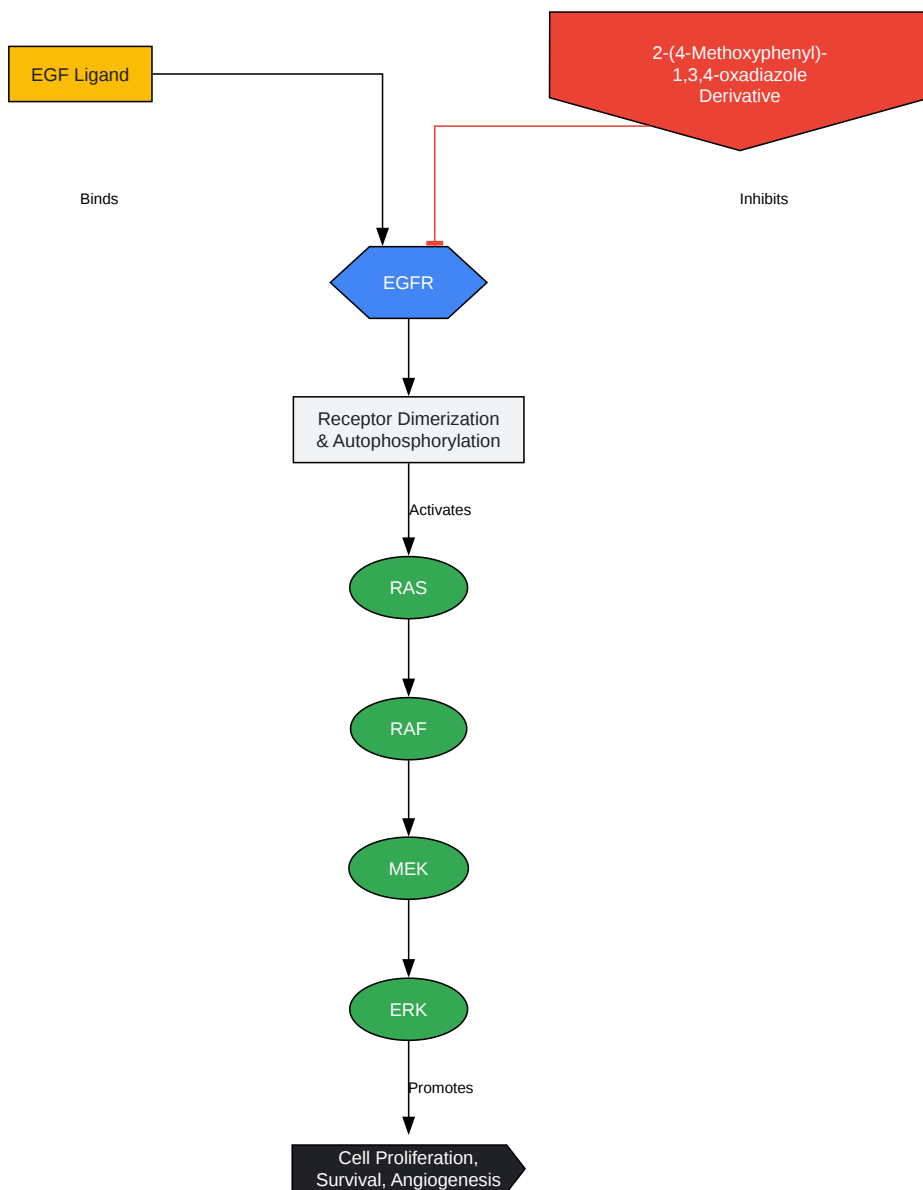 EGF Ligand
2-(4-Methoxyphenyl)-
1,3,4-oxadiazole
Derivative
Binds
Inhibits
EGFR
Receptor Dimerization
& Autophosphorylation
Activates
RAS
RAF
MEK
ERK
Promotes
Cell Proliferation,
Survival, Angiogenesis